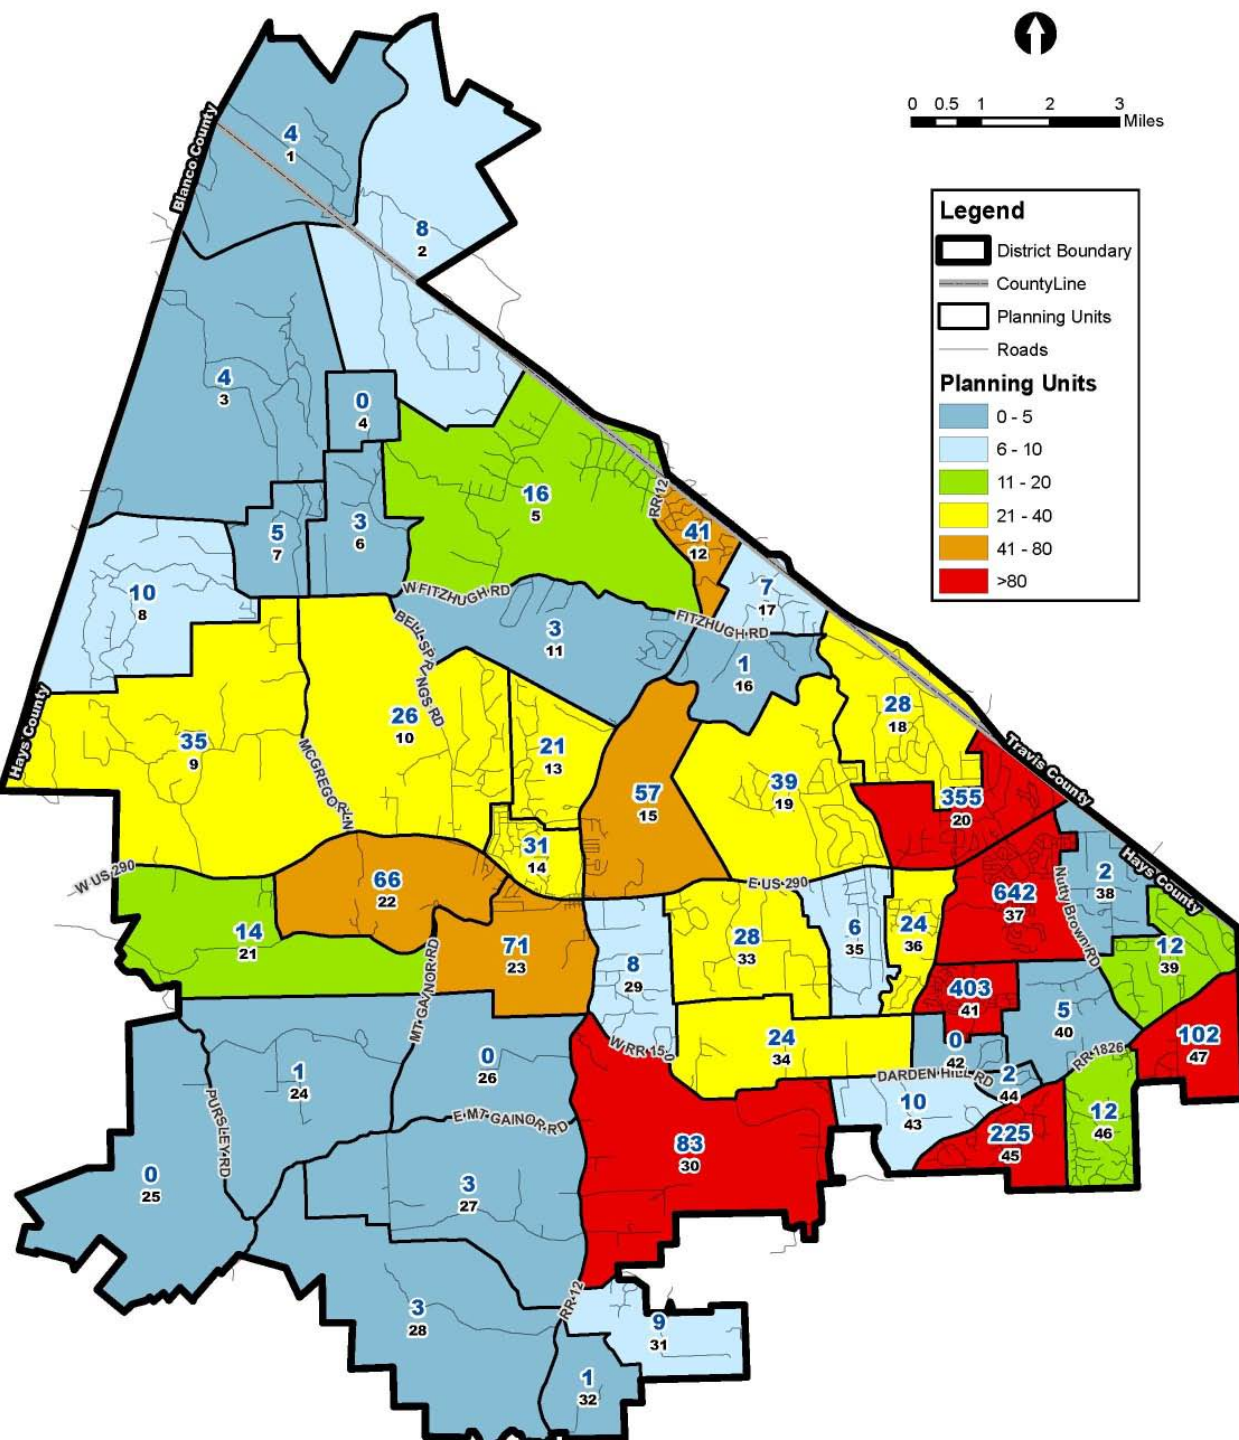 0 0.5 1 2 3
Miles
Legend
District Boundary
CountyLine
Planning Units
Roads
Planning Units
0 - 5
6 - 10
11 - 20
21 - 40
41 - 80
>80
Blanco County
4
1
8
2
4
3
0
4
16
5
RR 12
41
12
5
7
3
6
10
8
W FITZHUGH RD
7
17
FITZHUGH RD
3
11
BELL SPRINGS RD
1
16
Hays County
28
18
26
10
35
9
21
13
MCGREGOR LN
Travis County
39
19
57
15
355
20
31
14
Hays County
W US 290
66
22
E US 290
642
37
Nutty Brown RD
2
38
14
21
71
23
28
33
6
35
24
36
12
39
8
29
MT GAINOR RD
403
41
5
40
102
47
0
26
W RR 150
24
34
0
42
RR 1826
1
24
DARDEN HILL RD
2
44
PURSLEY RD
E MT GAINOR RD
10
43
12
46
225
45
83
30
0
25
3
27
RR 12
3
28
9
31
1
32